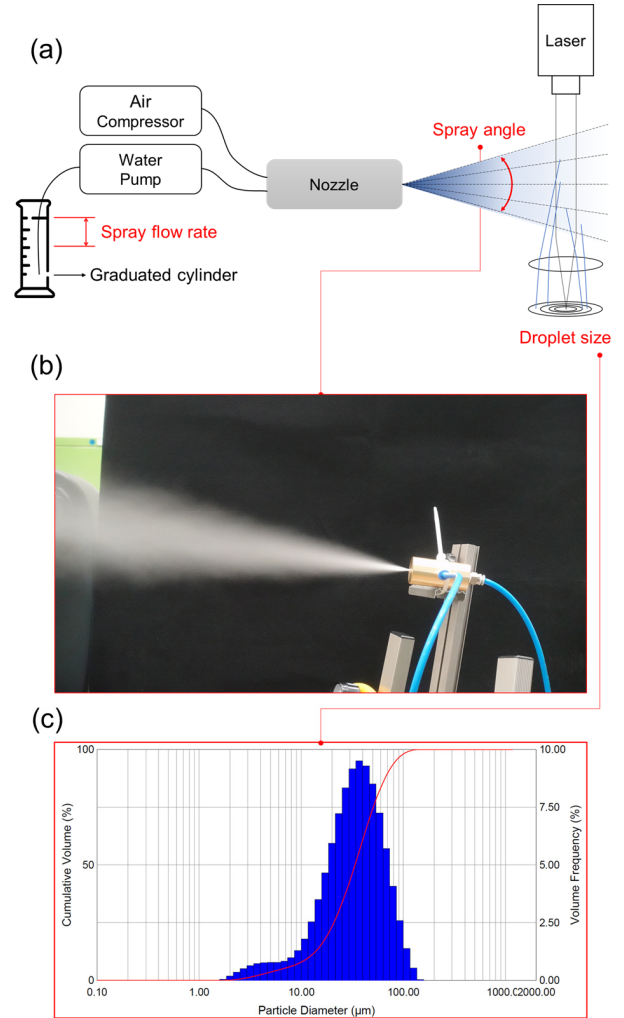 (a)
Laser
Air
Compressor
Spray angle
Water
Pump
Nozzle
Spray flow rate
Graduated cylinder
Droplet size
(b)
(c)
100
10.00
7.50
Cumulative Volume (%)
50
5.00
Volume Frequency (%)
2.50
0
0.00
0.10
1.00
10.00
100.00
1000.0
2000.00
Particle Diameter (μm)